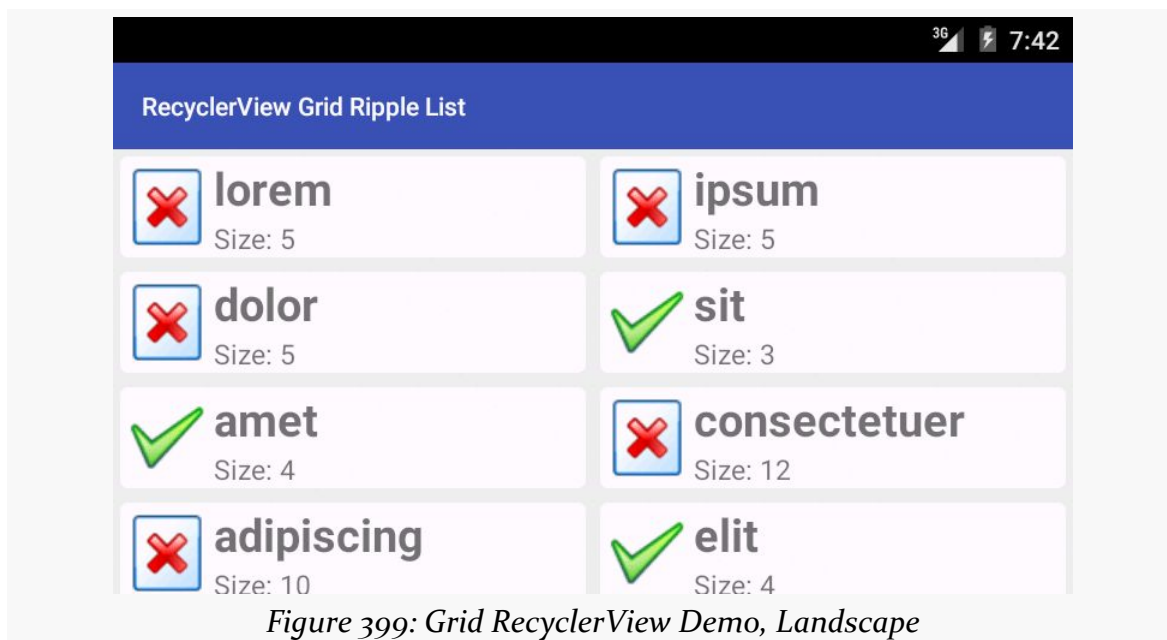 3G 7:42
RecyclerView Grid Ripple List
lorem
Size: 5
ipsum
Size: 5
dolor
Size: 5
sit
Size: 3
amet
Size: 4
consectetuer
Size: 12
adipiscing
Size: 10
elit
Size: 4
Figure 399: Grid RecyclerView Demo, Landscape